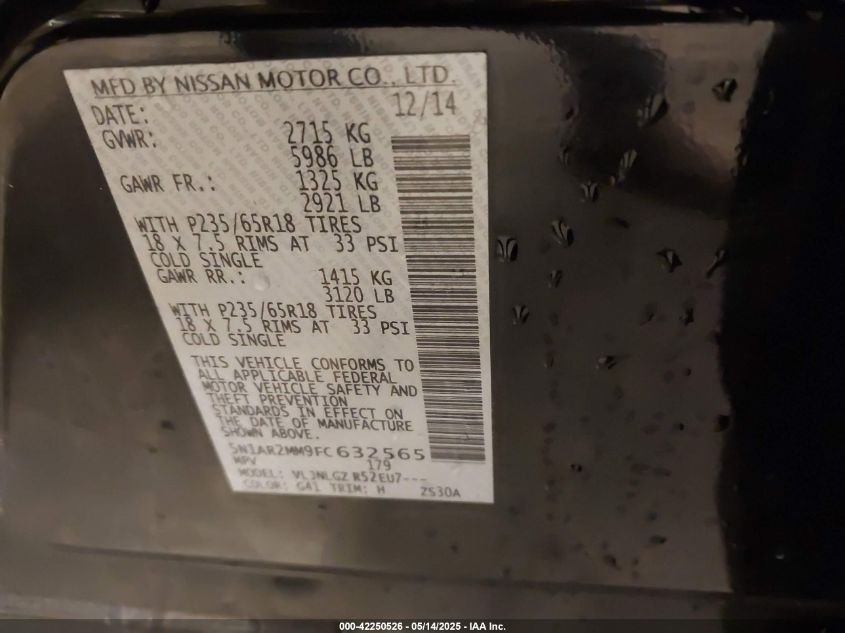 MFD BY NISSAN MOTOR CO., LTD.
DATE: 12/14
GVWR: 2715 KG
5986 LB
GAWR FR.: 1325 KG
2921 LB
WITH P235/65R18 TIRES
18 X 7.5 RIMS AT 33 PSI
COLD SINGLE
GAWR RR.: 1415 KG
3120 LB
WITH P235/65R18 TIRES
18 X 7.5 RIMS AT 33 PSI
COLD SINGLE
THIS VEHICLE CONFORMS TO
ALL APPLICABLE FEDERAL
MOTOR VEHICLE SAFETY AND
THEFT PREVENTION
STANDARDS IN EFFECT ON
THE DATE OF MANUFACTURE
SHOWN ABOVE.
5N1AR2MM9FC632565
MPV 179
MODEL: VLJNLGZ R52EU7---
COLOR: G41 TRIM: H ZS30A
000-42250526 - 05/14/2025 - IAA Inc.